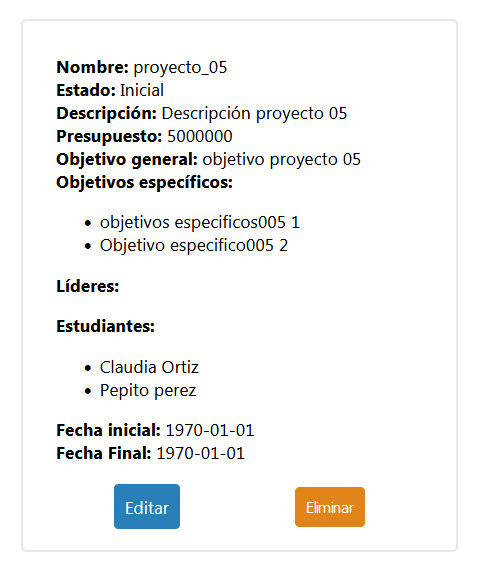 Nombre: proyecto_05
Estado: Inicial
Descripción: Descripción proyecto 05
Presupuesto: 5000000
Objetivo general: objetivo proyecto 05
Objetivos específicos:
• objetivos especificos005 1
• Objetivo especifico005 2
Líderes:
Estudiantes:
• Claudia Ortiz
• Pepito perez
Fecha inicial: 1970-01-01
Fecha Final: 1970-01-01
Editar
Eliminar